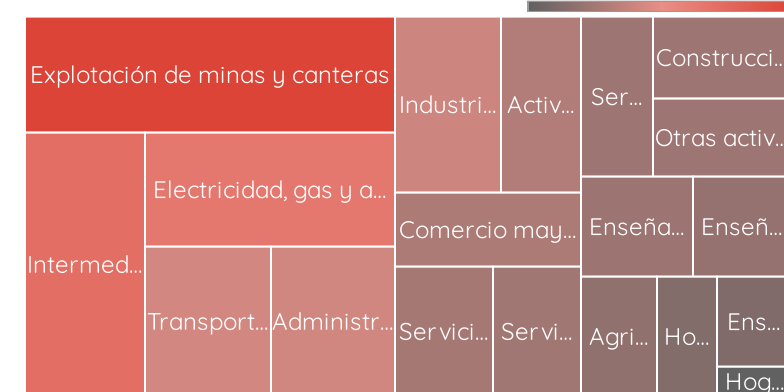 Explotación de minas y canteras
Intermed...
Electricidad, gas y a...
Transport...
Administr...
Industri...
Activ...
Comercio may...
Servici...
Servi...
Ser...
Construcci...
Otras activ...
Enseña...
Enseñ...
Agri...
Ho...
Ens...
Hog...